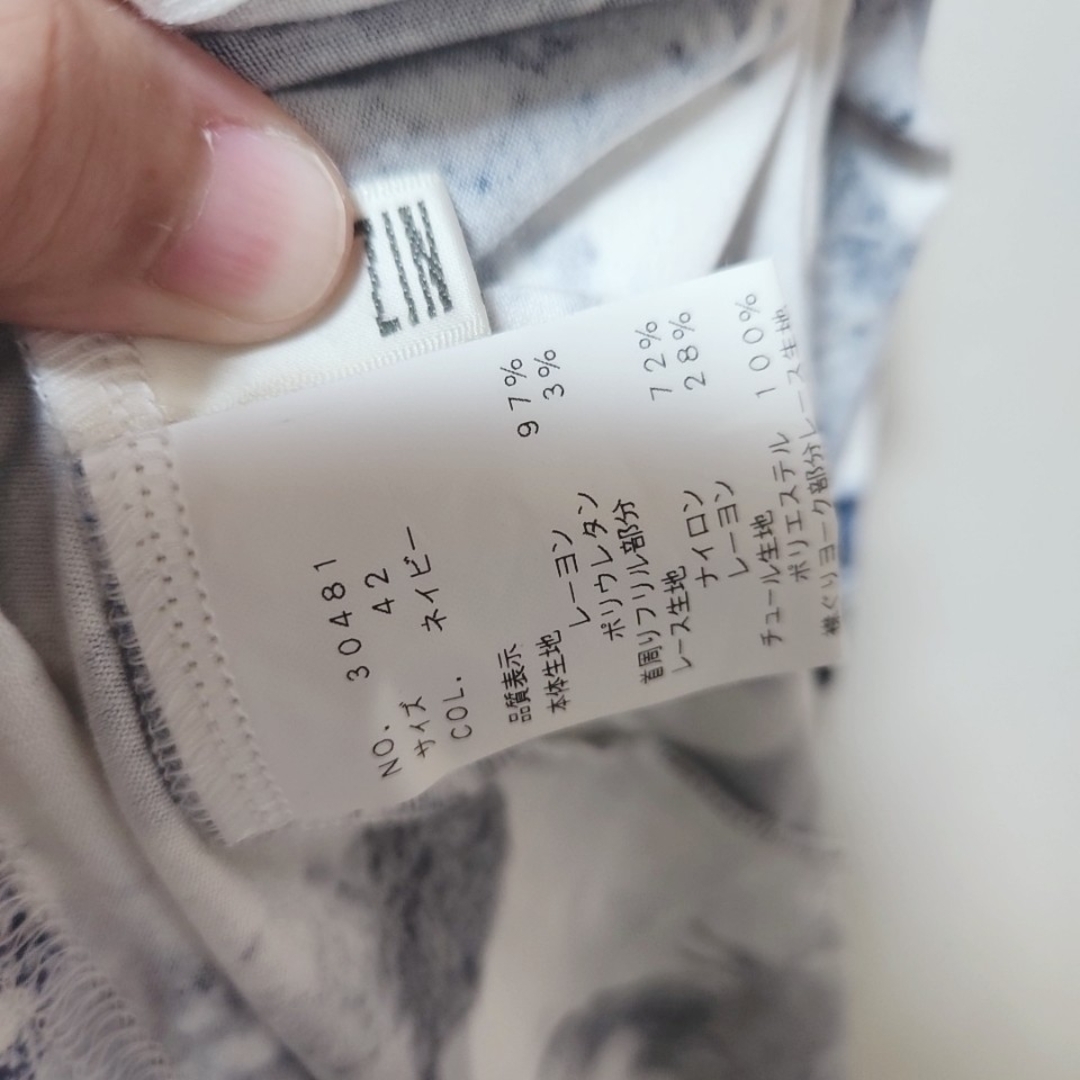 NO. 30481
サイズ 42
COL. ネイビー
品質表示
本体生地
レーヨン 97%
ポリウレタン 3%
首周りフリル部分
レース生地
ナイロン 72%
レーヨン 28%
チュール生地
ポリエステル 100%
ヨーク部分レース生地